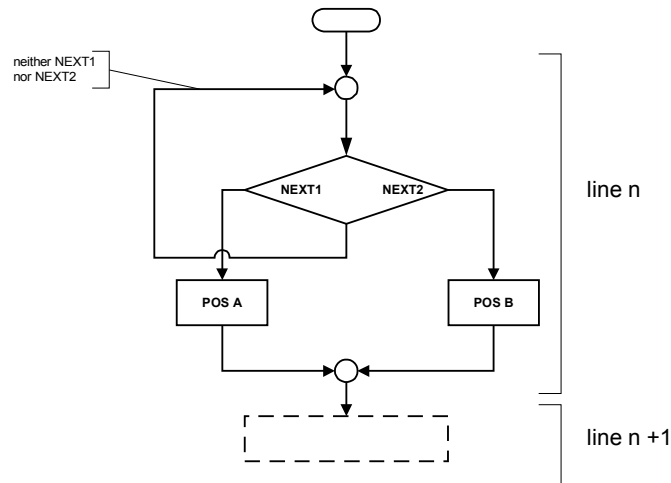 neither NEXT1
nor NEXT2
NEXT1 NEXT2
line n
POS A
POS B
line n +1